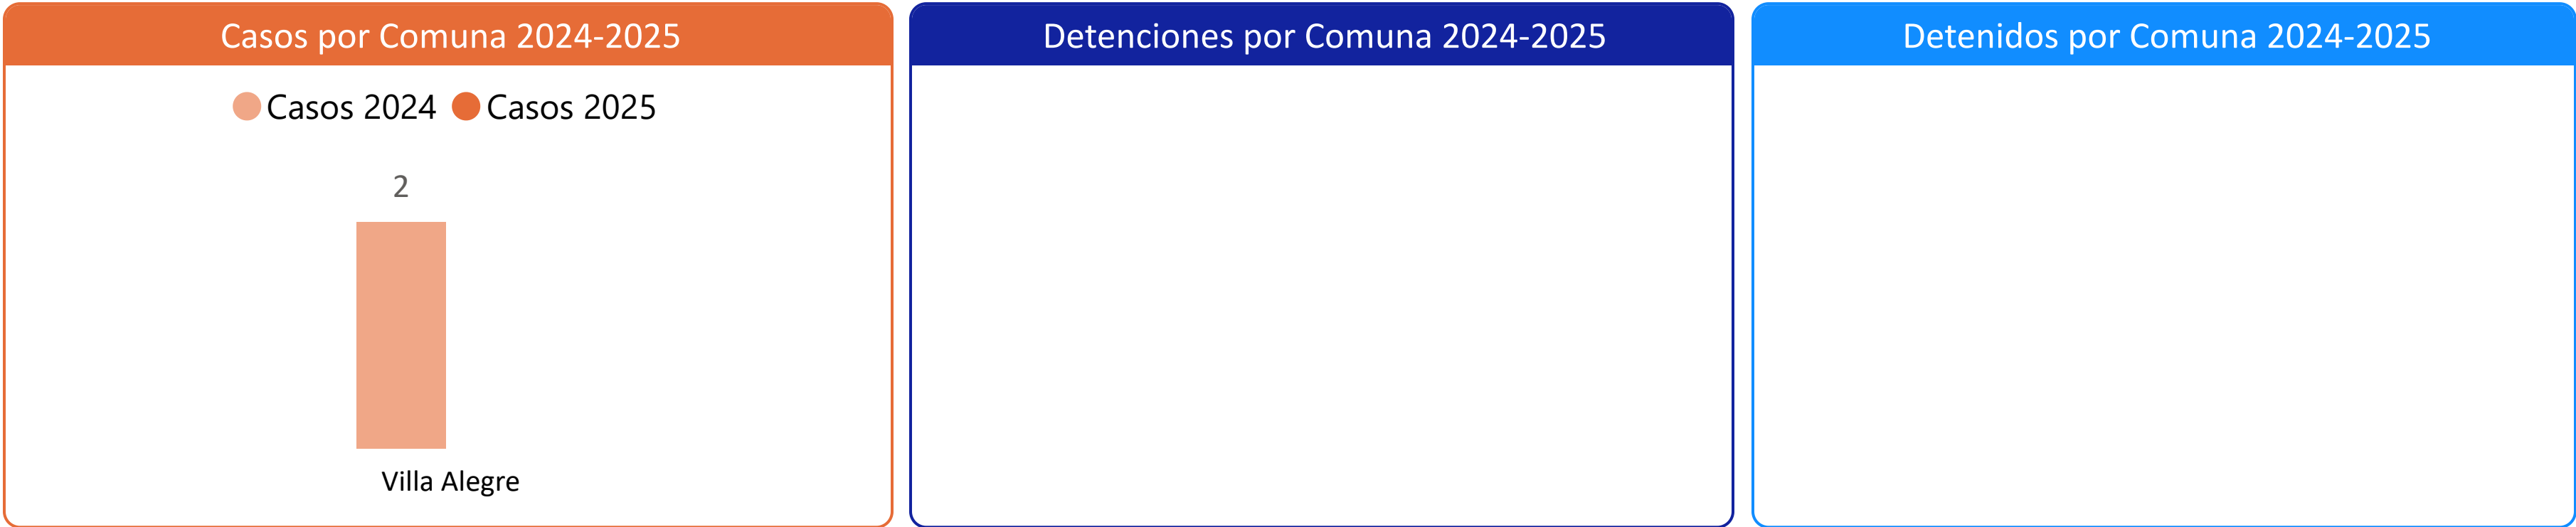 Casos por Comuna 2024-2025
Casos 2024 Casos 2025
2
Villa Alegre
Detenciones por Comuna 2024-2025
Detenidos por Comuna 2024-2025